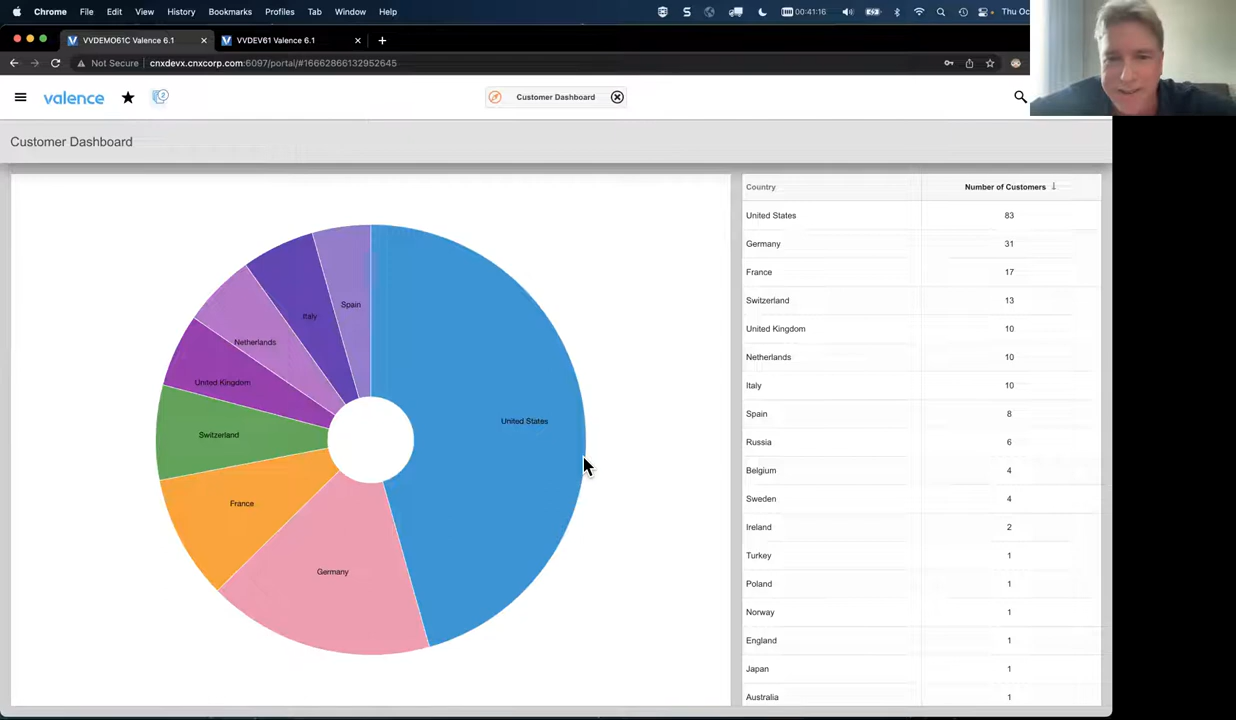 Chrome File Edit View History Bookmarks Profiles Tab Window Help S 00:41:16 Thu Oc
VVDEMO61C Valence 6.1 VVDEV61 Valence 6.1
Not Secure cnxdevx.cnxcorp.com:6097/portal/#16662866132952645
valence 2 Customer Dashboard
Customer Dashboard
Spain
Italy
Netherlands
United Kingdom
Switzerland
United States
France
Germany
Country Number of Customers
United States 83
Germany 31
France 17
Switzerland 13
United Kingdom 10
Netherlands 10
Italy 10
Spain 8
Russia 6
Belgium 4
Sweden 4
Ireland 2
Turkey 1
Poland 1
Norway 1
England 1
Japan 1
Australia 1